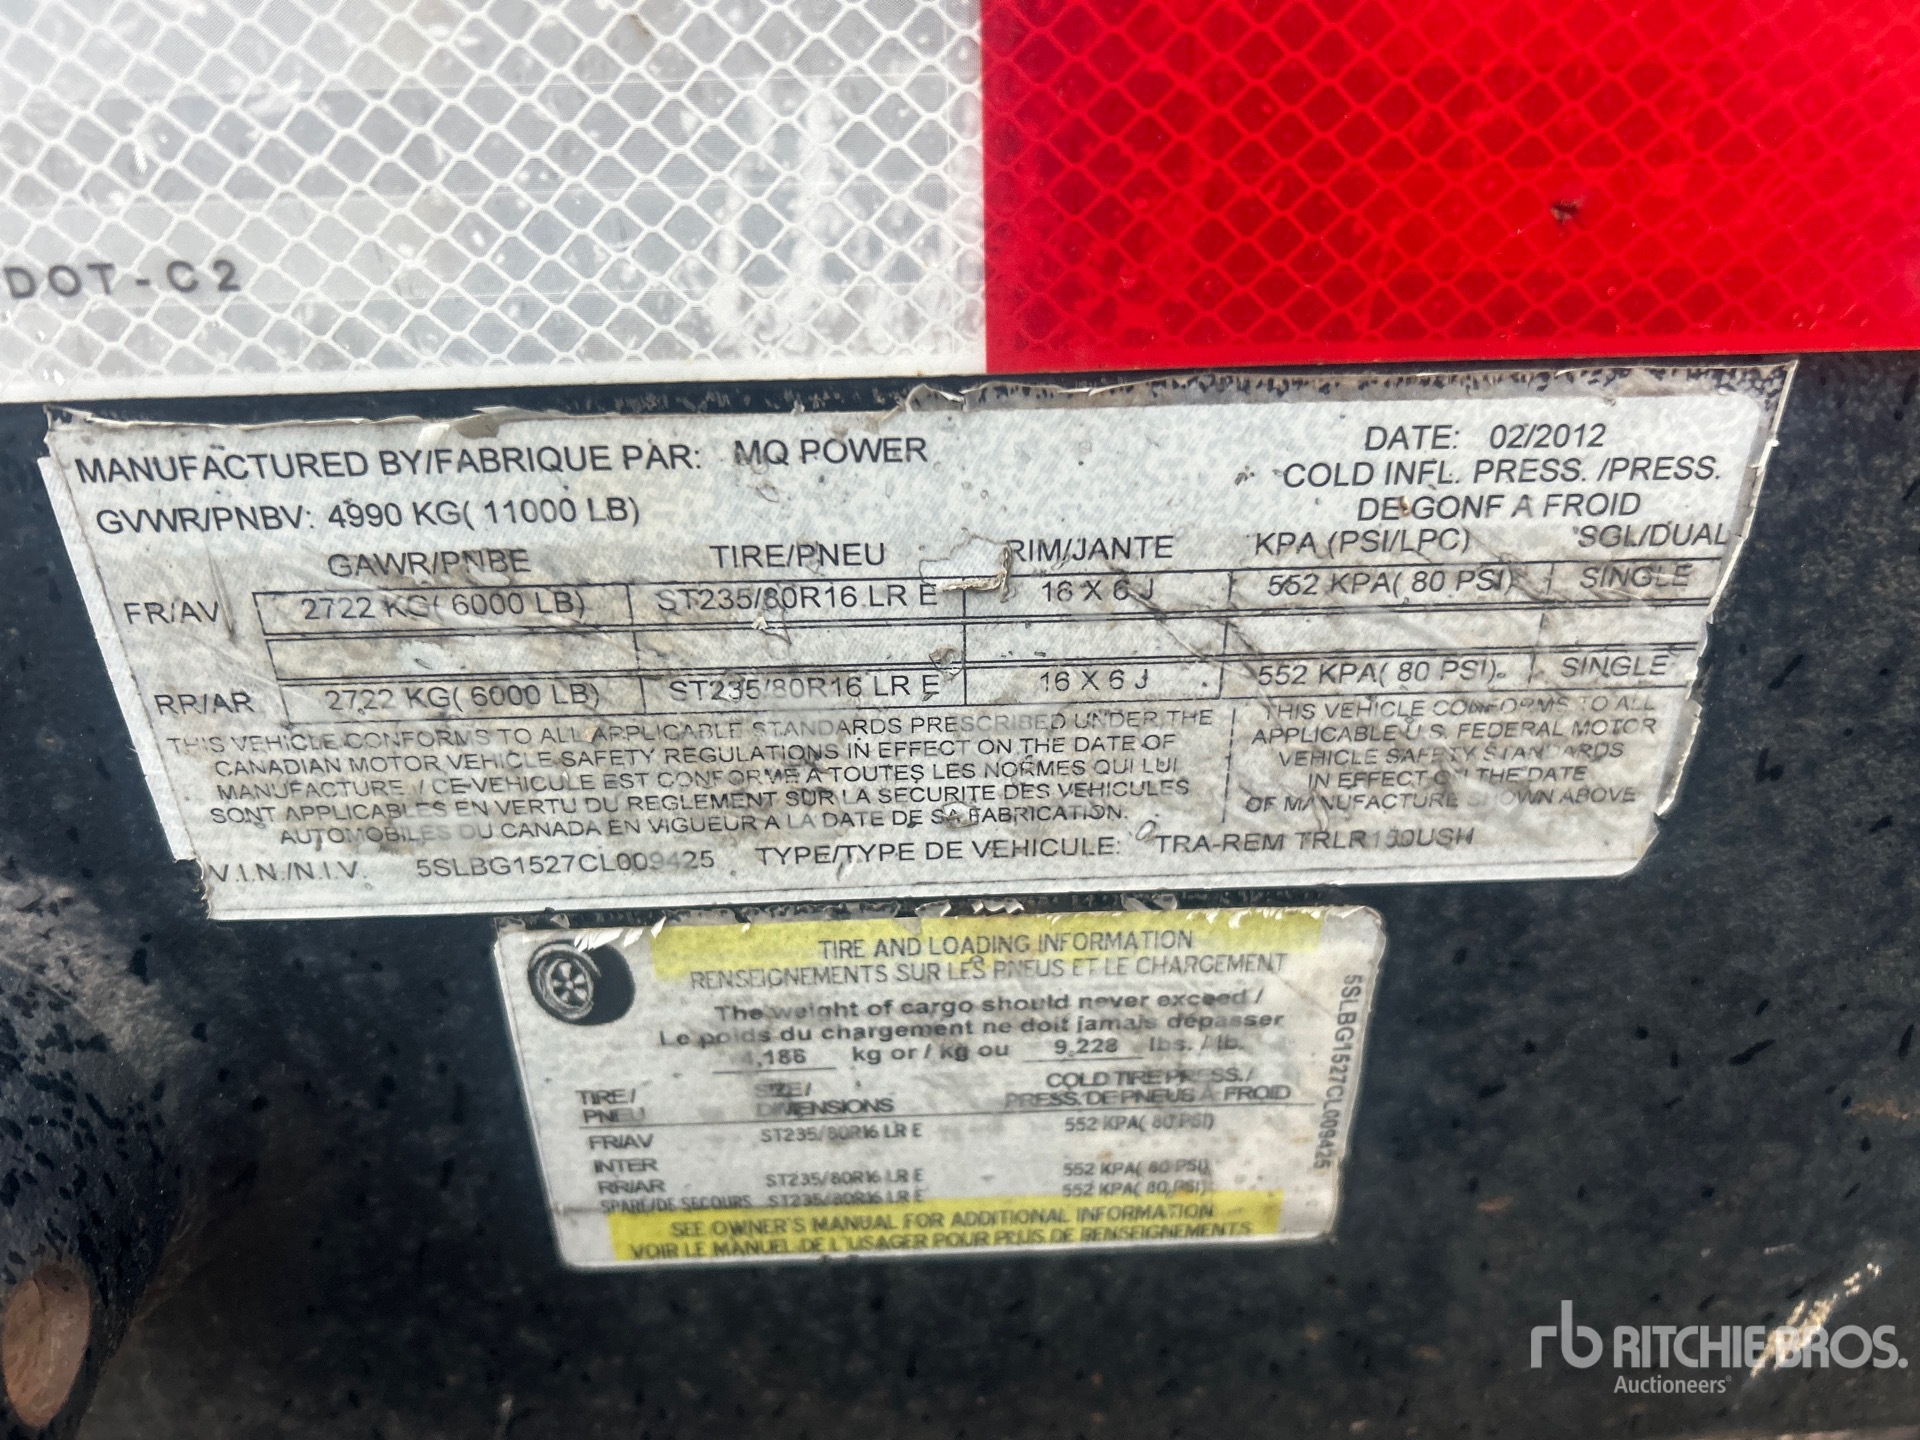 DOT-C2
MANUFACTURED BY/FABRIQUE PAR: MQ POWER
DATE: 02/2012
GVWR/PNBV: 4990 KG( 11000 LB)
COLD INFL. PRESS. /PRESS.
DE GONF A FROID
GAWR/PNBE TIRE/PNEU RIM/JANTE KPA (PSI/LPC) SGL/DUAL
FR/AV 2722 KG( 6000 LB) ST235/80R16 LR E 16 X 6 J 552 KPA( 80 PSI) SINGLE
RR/AR 2722 KG( 6000 LB) ST235/80R16 LR E 16 X 6 J 552 KPA( 80 PSI) SINGLE
THIS VEHICLE CONFORMS TO ALL APPLICABLE STANDARDS PRESCRIBED UNDER THE
CANADIAN MOTOR VEHICLE SAFETY REGULATIONS IN EFFECT ON THE DATE OF
MANUFACTURE / CE VEHICULE EST CONFORME A TOUTES LES NORMES QUI LUI
SONT APPLICABLES EN VERTU DU REGLEMENT SUR LA SECURITE DES VEHICULES
AUTOMOBILES DU CANADA EN VIGUEUR A LA DATE DE SA FABRICATION.
THIS VEHICLE CONFORMS TO ALL
APPLICABLE U.S. FEDERAL MOTOR
VEHICLE SAFETY STANDARDS
IN EFFECT ON THE DATE
OF MANUFACTURE SHOWN ABOVE
V.I.N./N.I.V. 5SLBG1527CL009425 TYPE/TYPE DE VEHICULE: TRA-REM TRLR150USH
TIRE AND LOADING INFORMATION
RENSEIGNEMENTS SUR LES PNEUS ET LE CHARGEMENT
The weight of cargo should never exceed /
Le poids du chargement ne doit jamais dépasser
4,186 kg or / kg ou 9,228 lbs. / lb.
TIRE/ SIZE/ COLD TIRE PRESS./
PNEU DIMENSIONS PRESS. DE PNEUS A FROID
FR/AV ST235/80R16 LR E 552 KPA( 80 PSI)
INTER
RR/AR ST235/80R16 LR E 552 KPA( 80 PSI)
SPARE/DE SECOURS ST235/80R16 LR E 552 KPA( 80 PSI)
SEE OWNER'S MANUAL FOR ADDITIONAL INFORMATION
VOIR LE MANUEL DE L'USAGER POUR PLUS DE RENSEIGNEMENTS
5SLBG1527CL009425
rb RITCHIE BROS.
Auctioneers